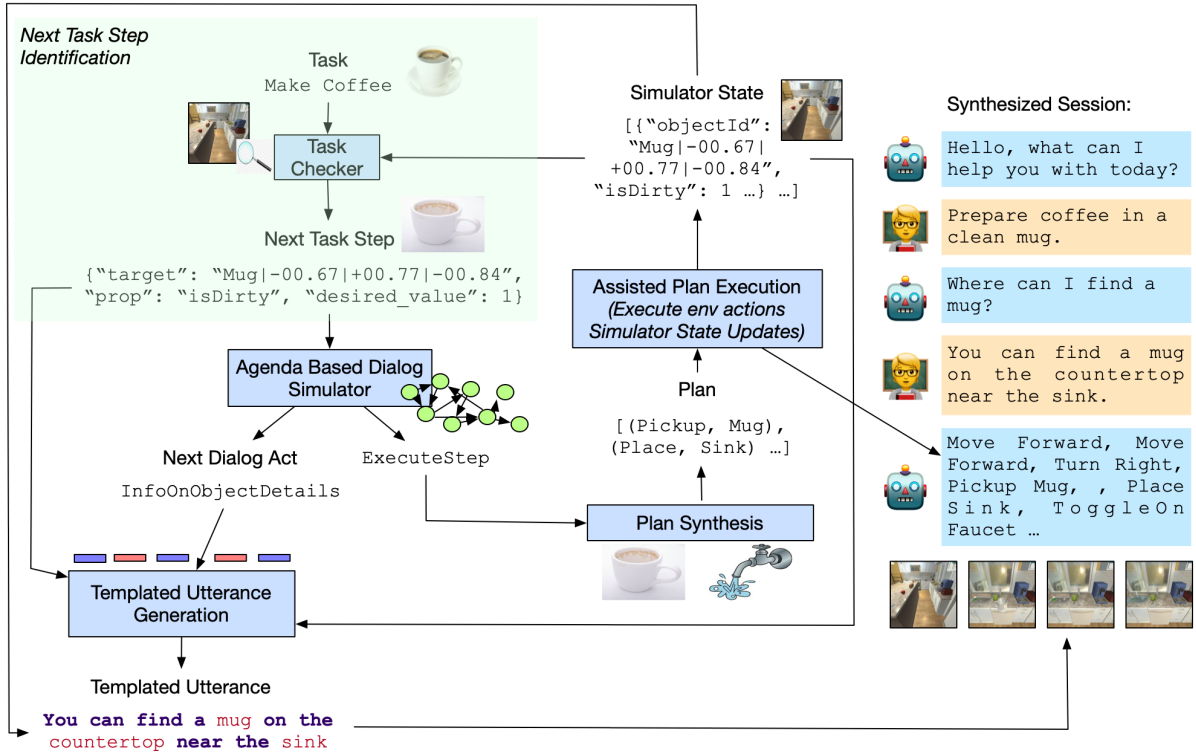 Next Task Step
Identification
Task
Make Coffee
Task
Checker
Next Task Step
{“target”: “Mug|-00.67|+00.77|-00.84”,
“prop”: “isDirty”, “desired_value”: 1}
Agenda Based Dialog
Simulator
Next Dialog Act
InfoOnObjectDetails
ExecuteStep
Templated Utterance
Generation
Templated Utterance
You can find a mug on the
countertop near the sink
Simulator State
[{“objectId”:
“Mug|-00.67|
+00.77|-00.84”,
“isDirty”: 1 …} …]
Assisted Plan Execution
(Execute env actions
Simulator State Updates)
Plan
[(Pickup, Mug),
(Place, Sink) …]
Plan Synthesis
Synthesized Session:
Hello, what can I
help you with today?
Prepare coffee in a
clean mug.
Where can I find a
mug?
You can find a mug
on the countertop
near the sink.
Move Forward, Move
Forward, Turn Right,
Pickup Mug, , Place
Sink, ToggleOn
Faucet …